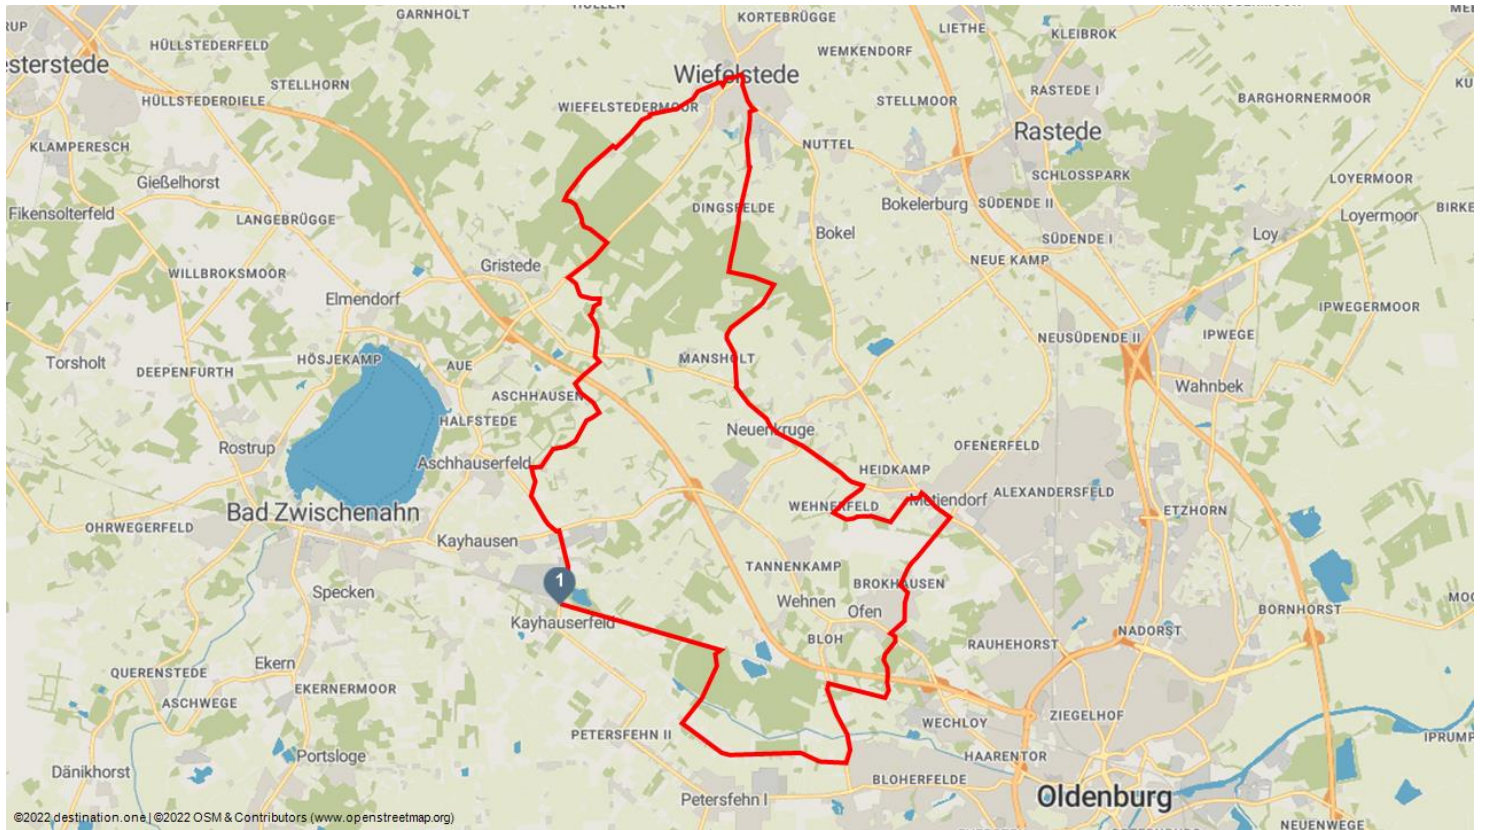 GARNHOLT
KORTEBRÜGGE
LIETHE
KLEIBROK
HÜLLSTEDERFELD
WEMKENDORF
esterstede
Wiefelstede
STELLHORN
RASTEDE I
HÜLLSTEDERDIELE
WIEFELSTEDERMOOR
STELLMOOR
BARGHORNERMOOR
Rastede
KLAMPERESCH
NUTTEL
SCHLOSSPARK
Gießelhorst
LOYERMOOR
Fikensolterfeld
LANGEBRÜGGE
DINGSFELDE
Bokelerburg
SÜDENDE II
Loyermoor
BIRKE
Bokel
SÜDENDE I
Loy
Gristede
NEUE KAMP
WILLBROKSMOOR
Elmendorf
IPWEGERMOOR
NEUSÜDENDE II
IPWEGE
Torsholt
HÖSJEKAMP
MANSHOLT
DEEPENFURTH
AUE
Wahnbek
ASCHHAUSEN
HALFSTEDE
Neuenkruge
Rostrup
OFENERFELD
Aschhauserfeld
HEIDKAMP
Metjendorf
ALEXANDERSFELD
WEHNERFELD
ETZHORN
Bad Zwischenahn
OHRWEGERFELD
Kayhausen
TANNENKAMP
BROKHAUSEN
1
Specken
Wehnen
Ofen
BORNHORST
Kayhauserfeld
NADORST
BLOH
RAUHEHORST
Ekern
QUERENSTEDE
EKERNERMOOR
ASCHWEGE
WECHLOY
ZIEGELHOF
PETERSFEHN II
IPRUMP
Portsloge
HAARENTOR
Dänikhorst
BLOHERFELDE
Petersfehn I
Oldenburg
©2022 destination.one | ©2022 OSM & Contributors (www.openstreetmap.org)
NEUENWEGE